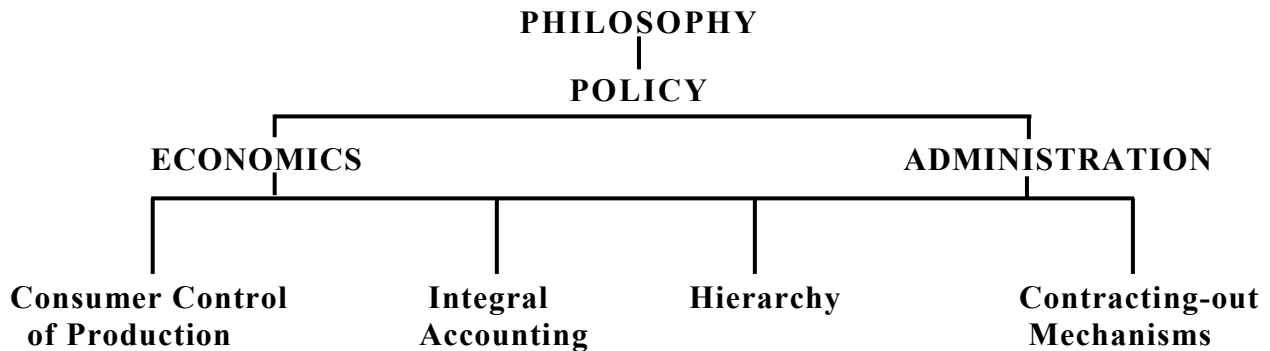 PHILOSOPHY
POLICY
ECONOMICS
ADMINISTRATION
Consumer Control
of Production
Integral
Accounting
Hierarchy
Contracting-out
Mechanisms